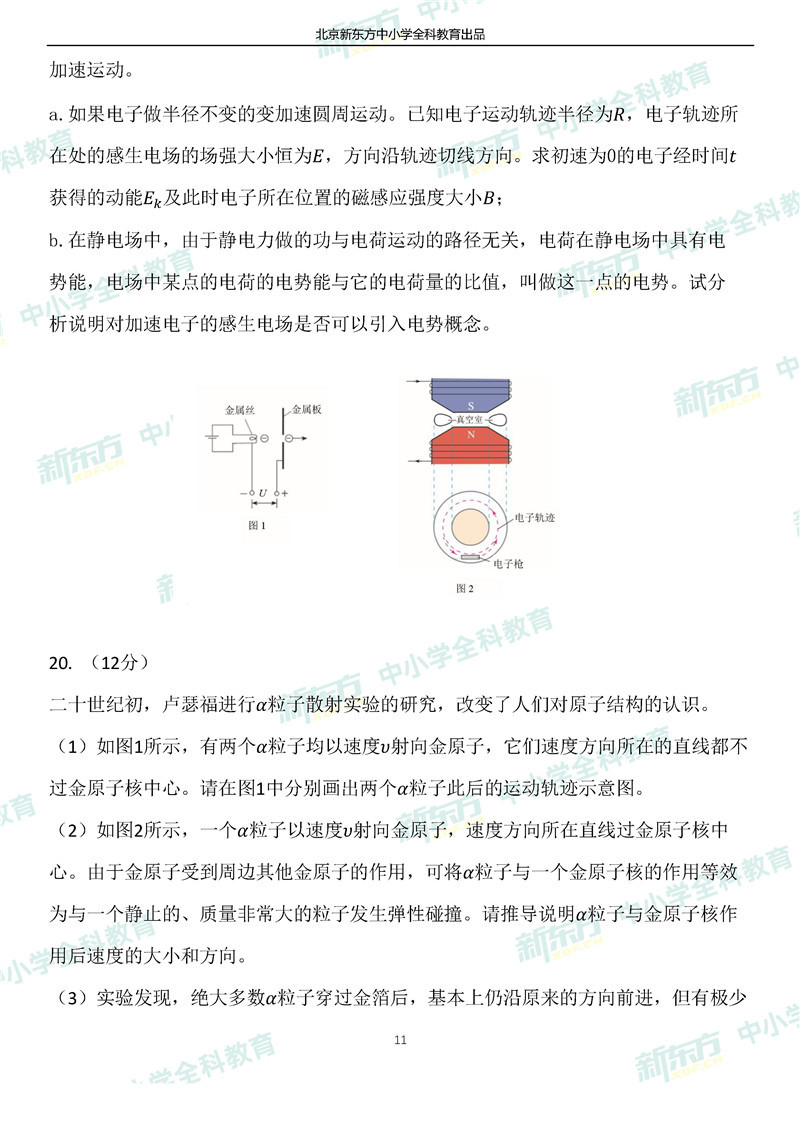 北京新东方中小学全科教育出品
加速运动。
a.如果电子做半径不变的变加速圆周运动。已知电子运动轨迹半径为R，电子轨迹所
在处的感生电场的场强大小恒为E，方向沿轨迹切线方向。求初速为0的电子经时间t
获得的动能Eₖ及此时电子所在位置的磁感应强度大小B；
b.在静电场中，由于静电力做的功与电荷运动的路径无关，电荷在静电场中具有电
势能，电场中某点的电荷的电势能与它的电荷量的比值，叫做这一点的电势。试分
析说明对加速电子的感生电场是否可以引入电势概念。
金属丝
金属板
− U +
图 1
S
真空室
N
电子轨迹
电子枪
图 2
20. （12分）
二十世纪初，卢瑟福进行α粒子散射实验的研究，改变了人们对原子结构的认识。
（1）如图1所示，有两个α粒子均以速度υ射向金原子，它们速度方向所在的直线都不
过金原子核中心。请在图1中分别画出两个α粒子此后的运动轨迹示意图。
（2）如图2所示，一个α粒子以速度υ射向金原子，速度方向所在直线过金原子核中
心。由于金原子受到周边其他金原子的作用，可将α粒子与一个金原子核的作用等效
为与一个静止的、质量非常大的粒子发生弹性碰撞。请推导说明α粒子与金原子核作
用后速度的大小和方向。
（3）实验发现，绝大多数α粒子穿过金箔后，基本上仍沿原来的方向前进，但有极少
11
新东方 中小学全科教育
XDF.CN